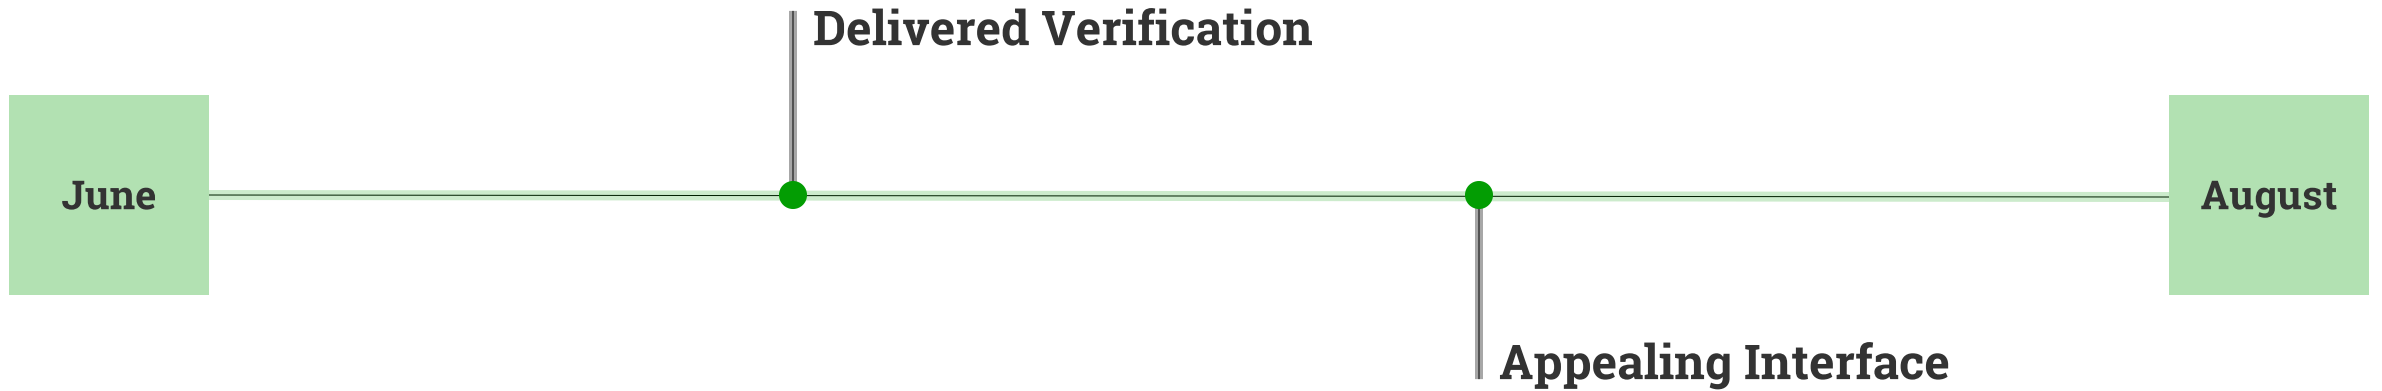 Delivered Verification
June
August
Appealing Interface